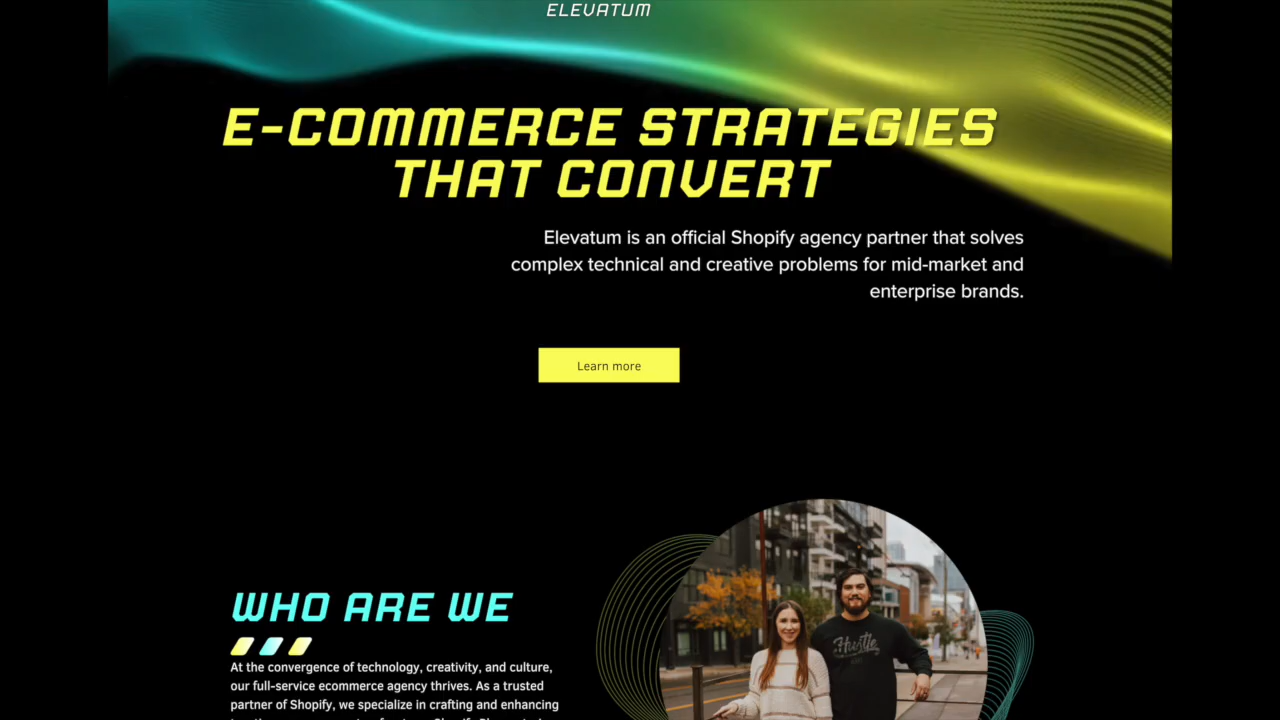 ELEVATUM
E-COMMERCE STRATEGIES
THAT CONVERT
Elevatum is an official Shopify agency partner that solves
complex technical and creative problems for mid-market and
enterprise brands.
Learn more
WHO ARE WE
Hustle
At the convergence of technology, creativity, and culture,
our full-service ecommerce agency thrives. As a trusted
partner of Shopify, we specialize in crafting and enhancing